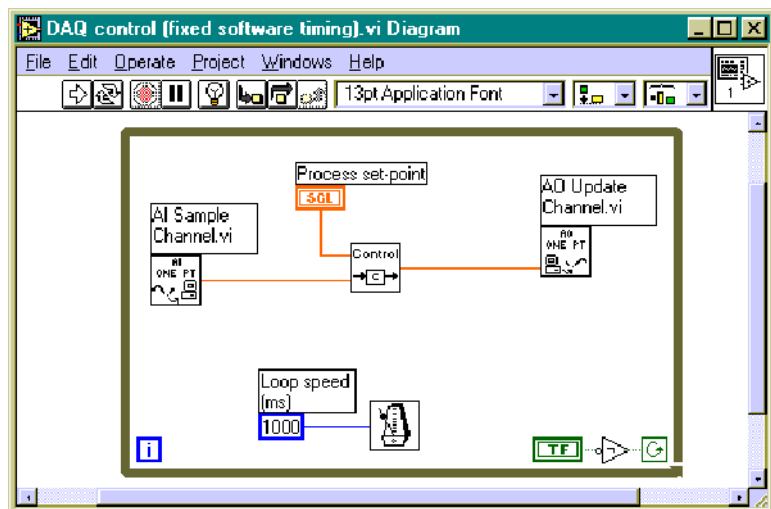 DAQ control (fixed software timing).vi Diagram
File Edit Operate Project Windows Help
13pt Application Font
1
Process set-point
SGL
AI Sample
Channel.vi
AI
ONE PT
Control
C
AO Update
Channel.vi
AO
ONE PT
Loop speed
(ms)
1000
i
TF